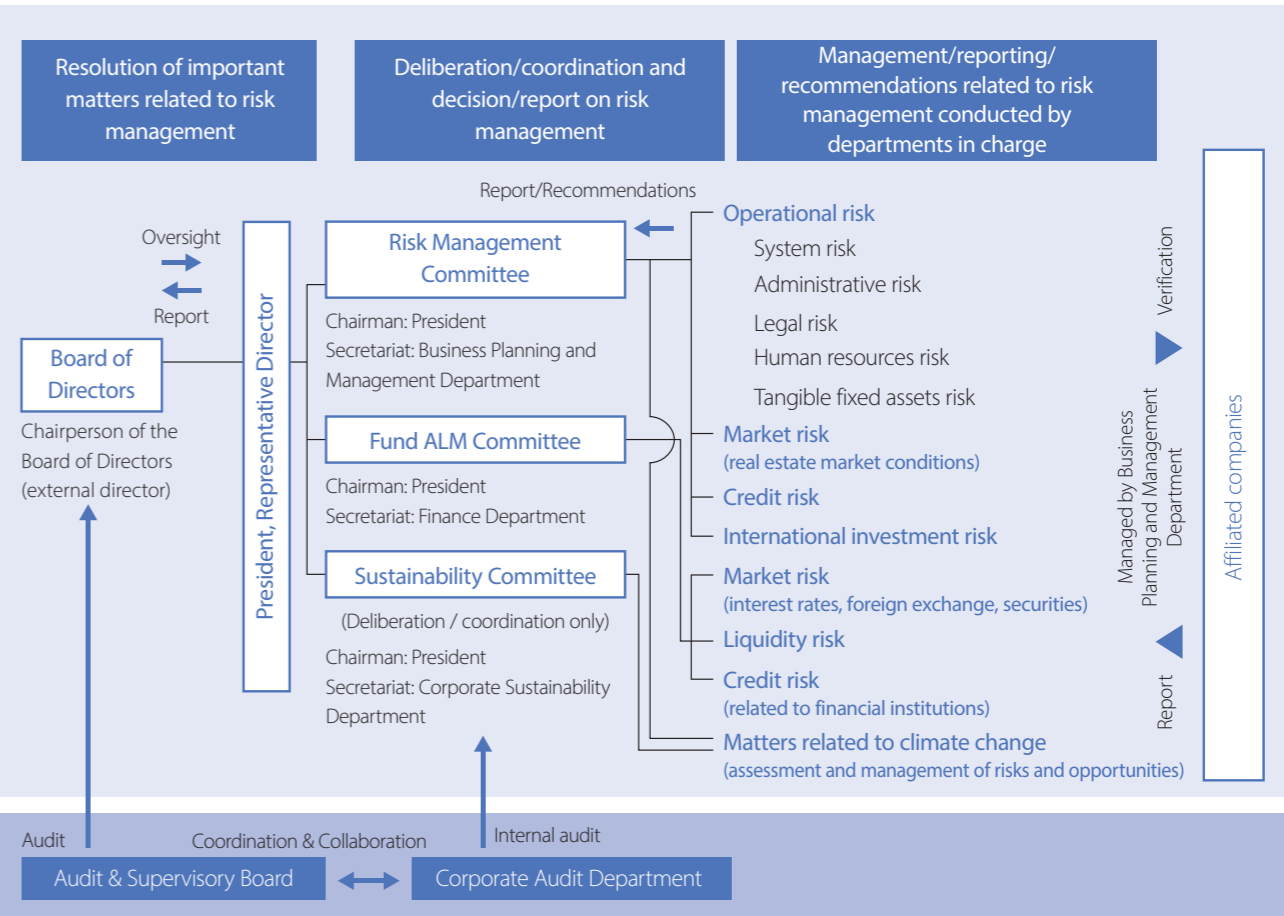 Resolution of important
matters related to risk
management
Deliberation/coordination and
decision/report on risk
management
Management/reporting/
recommendations related to risk
management conducted by
departments in charge
Oversight
Report
Board of
Directors
Chairperson of the
Board of Directors
(external director)
President, Representative Director
Report/Recommendations
Risk Management
Committee
Chairman: President
Secretariat: Business Planning and
Management Department
Fund ALM Committee
Chairman: President
Secretariat: Finance Department
Sustainability Committee
(Deliberation / coordination only)
Chairman: President
Secretariat: Corporate Sustainability
Department
Operational risk
System risk
Administrative risk
Legal risk
Human resources risk
Tangible fixed assets risk
Market risk
(real estate market conditions)
Credit risk
International investment risk
Market risk
(interest rates, foreign exchange, securities)
Liquidity risk
Credit risk
(related to financial institutions)
Matters related to climate change
(assessment and management of risks and opportunities)
Verification
Managed by Business
Planning and Management
Department
Report
Affiliated companies
Audit
Coordination & Collaboration
Internal audit
Audit & Supervisory Board
Corporate Audit Department